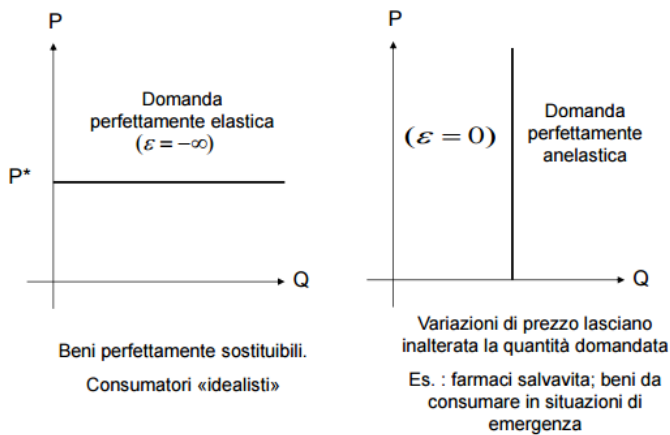 P
Domanda
perfettamente elastica
(ε = −∞)
P*
Q
Beni perfettamente sostituibili.
Consumatori «idealisti»
P
(ε = 0)
Domanda
perfettamente
anelastica
Q
Variazioni di prezzo lasciano
inalterata la quantità domandata
Es. : farmaci salvavita; beni da
consumare in situazioni di
emergenza